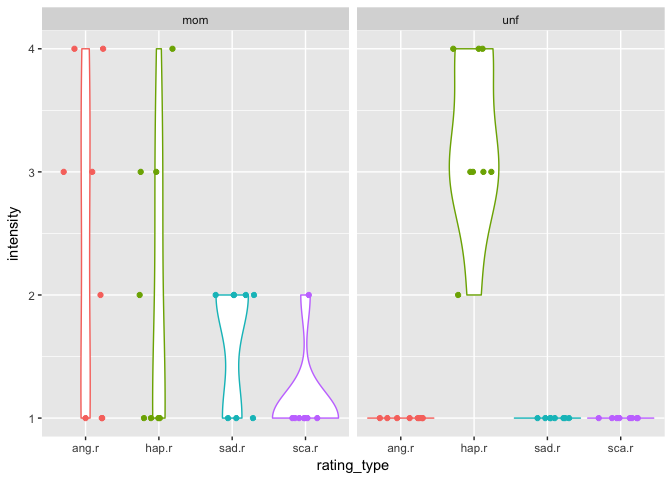 mom unf
4
3
2
1
intensity
ang.r hap.r sad.r sca.r ang.r hap.r sad.r sca.r
rating_type